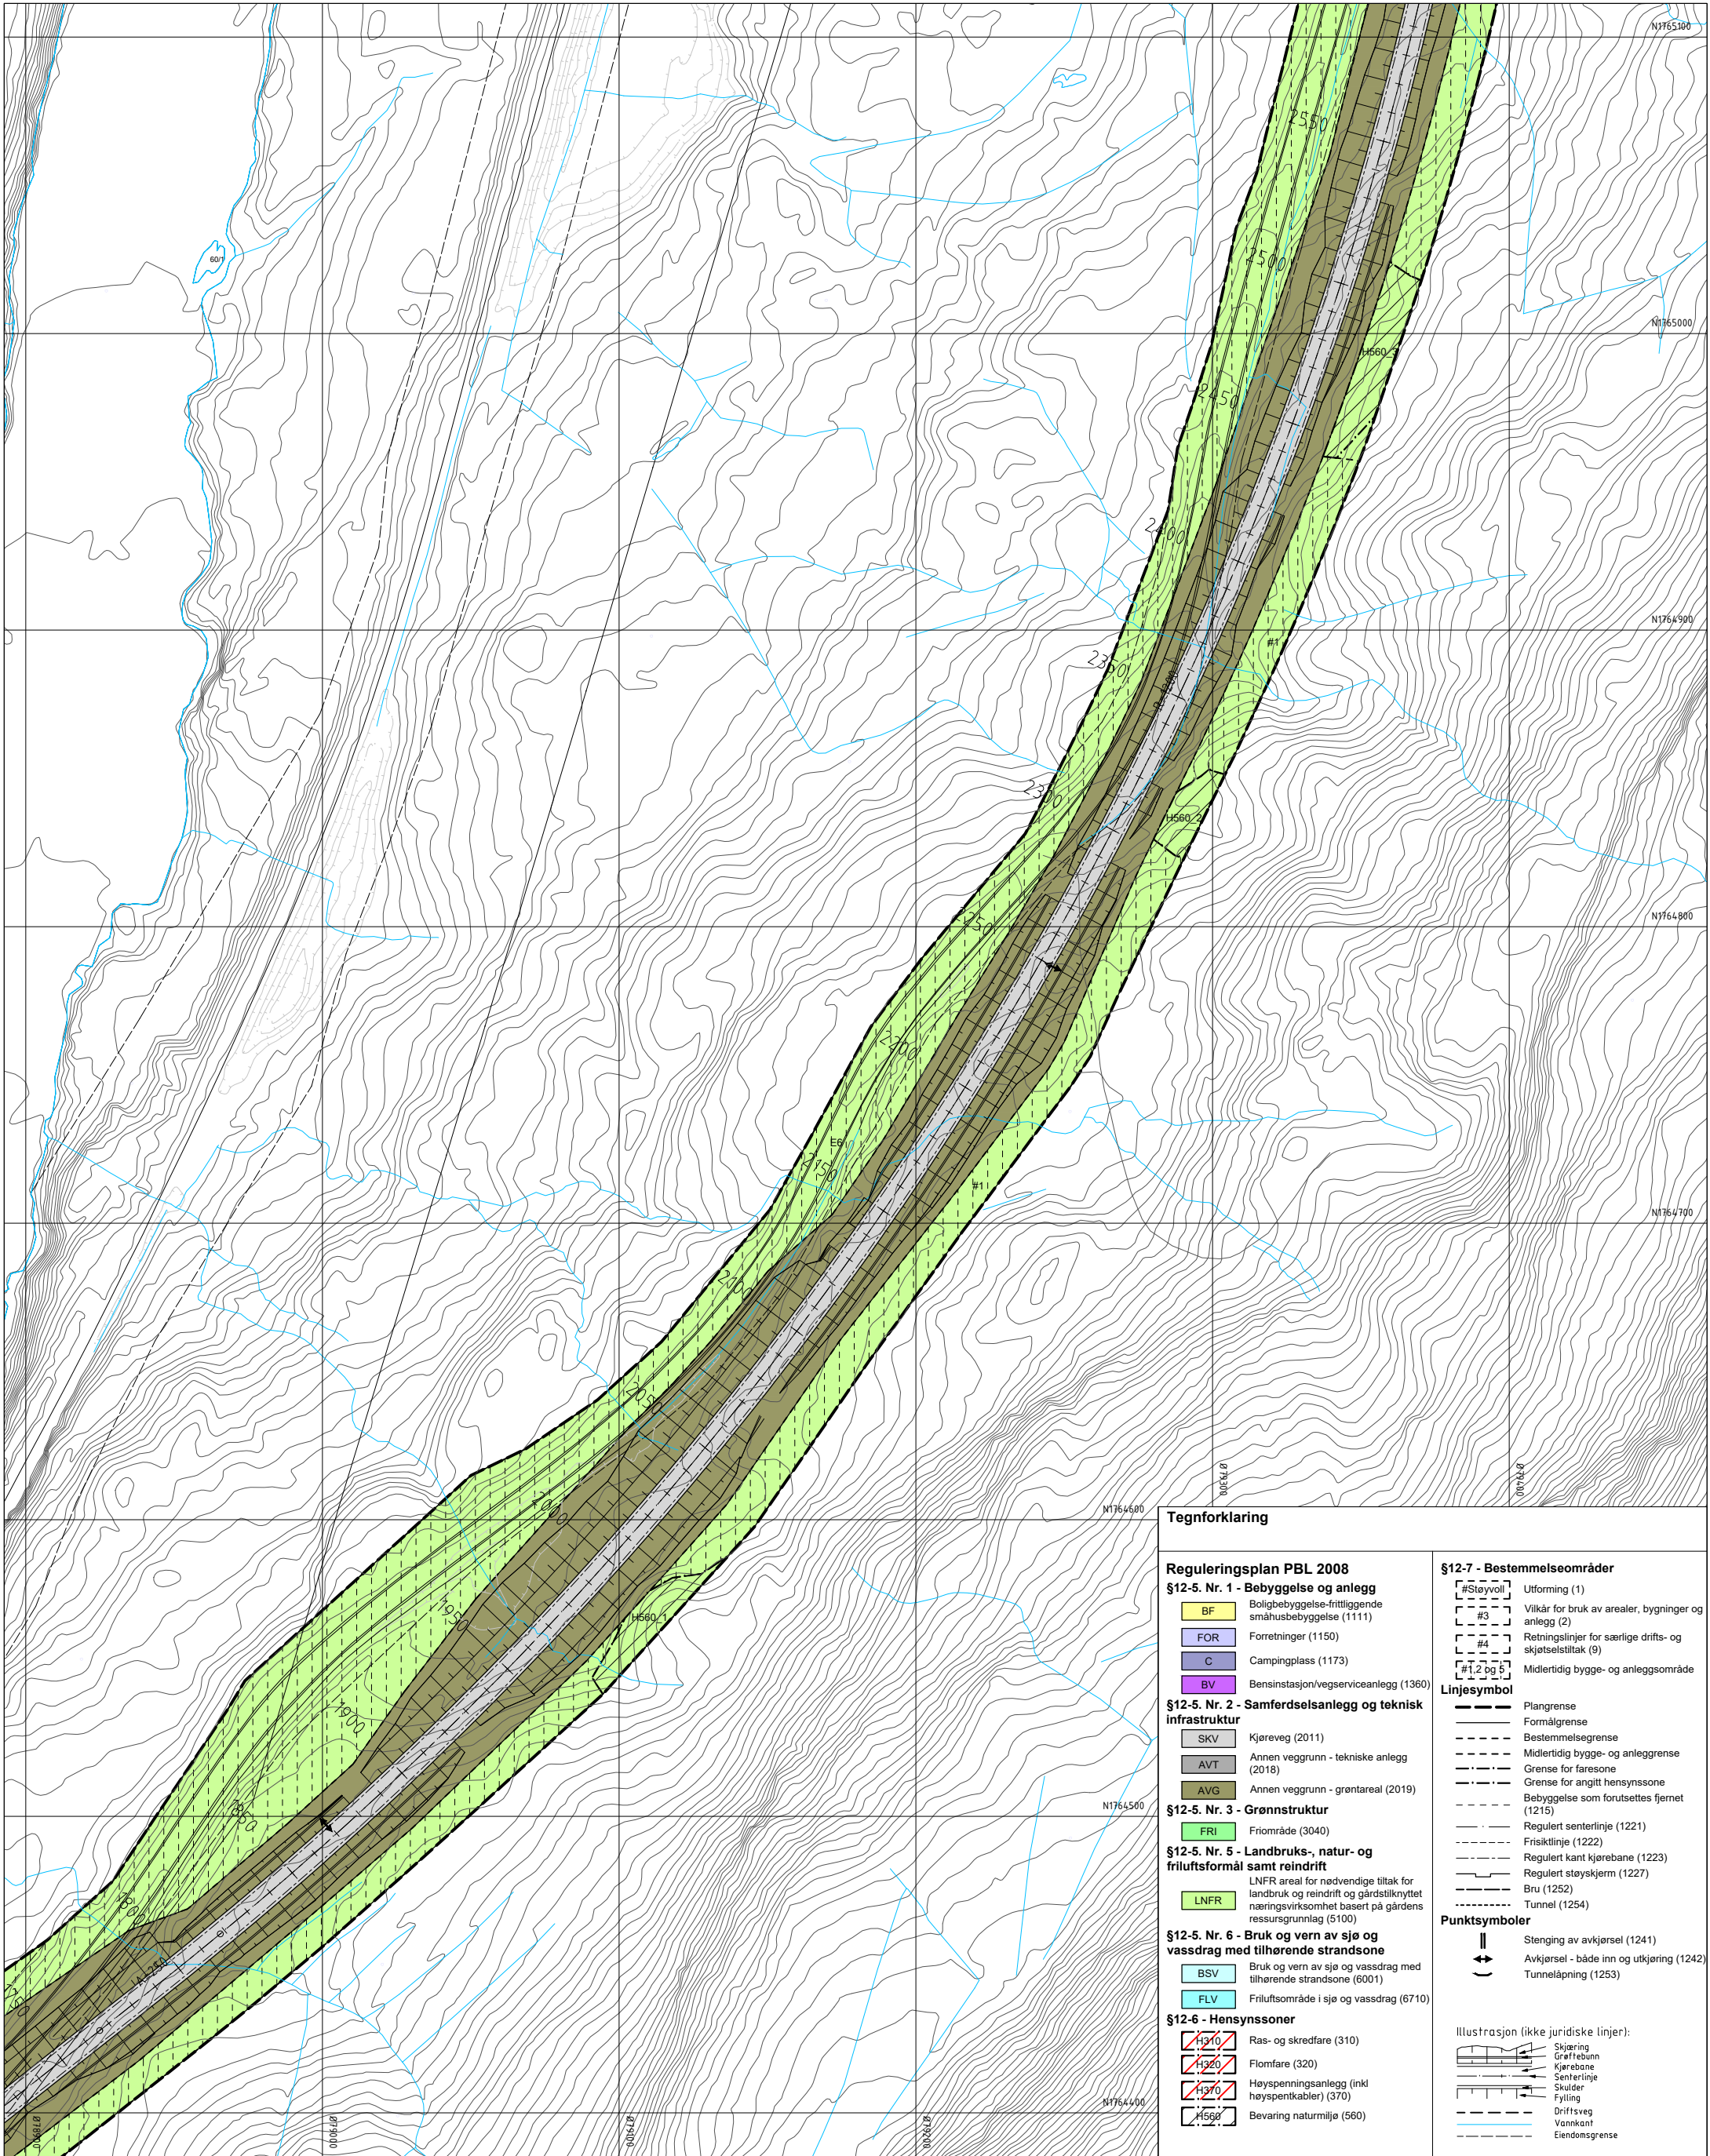 N1765100
2550
60/1
2500
N1765000
H560_3
2450
2400
N1764900
#1
2350
R=1200
2300
H560_2
N1764800
2250
2200
E6
2150
#1
N1764700
2100
2050
Ø79300
Ø79400
N1764600
2000
1950
H560_1
1900
N1764500
1850
1800
A=250
1750
N1764400
Ø78900
Ø79000
Ø79100
Ø79200
Tegnforklaring
Reguleringsplan PBL 2008
§12-5. Nr. 1 - Bebyggelse og anlegg
BF Boligbebyggelse-frittliggende
småhusbebyggelse (1111)
FOR Forretninger (1150)
C Campingplass (1173)
BV Bensinstasjon/vegserviceanlegg (1360)
§12-5. Nr. 2 - Samferdselsanlegg og teknisk
infrastruktur
SKV Kjøreveg (2011)
AVT Annen veggrunn - tekniske anlegg
(2018)
AVG Annen veggrunn - grøntareal (2019)
§12-5. Nr. 3 - Grønnstruktur
FRI Friområde (3040)
§12-5. Nr. 5 - Landbruks-, natur- og
friluftsformål samt reindrift
LNFR areal for nødvendige tiltak for
landbruk og reindrift og gårdstilknyttet
LNFR næringsvirksomhet basert på gårdens
ressursgrunnlag (5100)
§12-5. Nr. 6 - Bruk og vern av sjø og
vassdrag med tilhørende strandsone
BSV Bruk og vern av sjø og vassdrag med
tilhørende strandsone (6001)
FLV Friluftsområde i sjø og vassdrag (6710)
§12-6 - Hensynssoner
H310 Ras- og skredfare (310)
H320 Flomfare (320)
H370 Høyspenningsanlegg (inkl
høyspentkabler) (370)
H560 Bevaring naturmiljø (560)
§12-7 - Bestemmelseområder
#Støyvoll Utforming (1)
#3 Vilkår for bruk av arealer, bygninger og
anlegg (2)
#4 Retningslinjer for særlige drifts- og
skjøtselstiltak (9)
#1,2 og 5 Midlertidig bygge- og anleggsområde
Linjesymbol
Plangrense
Formålgrense
Bestemmelsegrense
Midlertidig bygge- og anleggrense
Grense for faresone
Grense for angitt hensynssone
Bebyggelse som forutsettes fjernet
(1215)
Regulert senterlinje (1221)
Frisiktlinje (1222)
Regulert kant kjørebane (1223)
Regulert støyskjerm (1227)
Bru (1252)
Tunnel (1254)
Punktsymboler
Stenging av avkjørsel (1241)
Avkjørsel - både inn og utkjøring (1242)
Tunnelåpning (1253)
Illustrasjon (ikke juridiske linjer):
Skjæring
Grøftebunn
Kjørebane
Senterlinje
Skulder
Fylling
Driftsveg
Vannkant
Eiendomsgrense